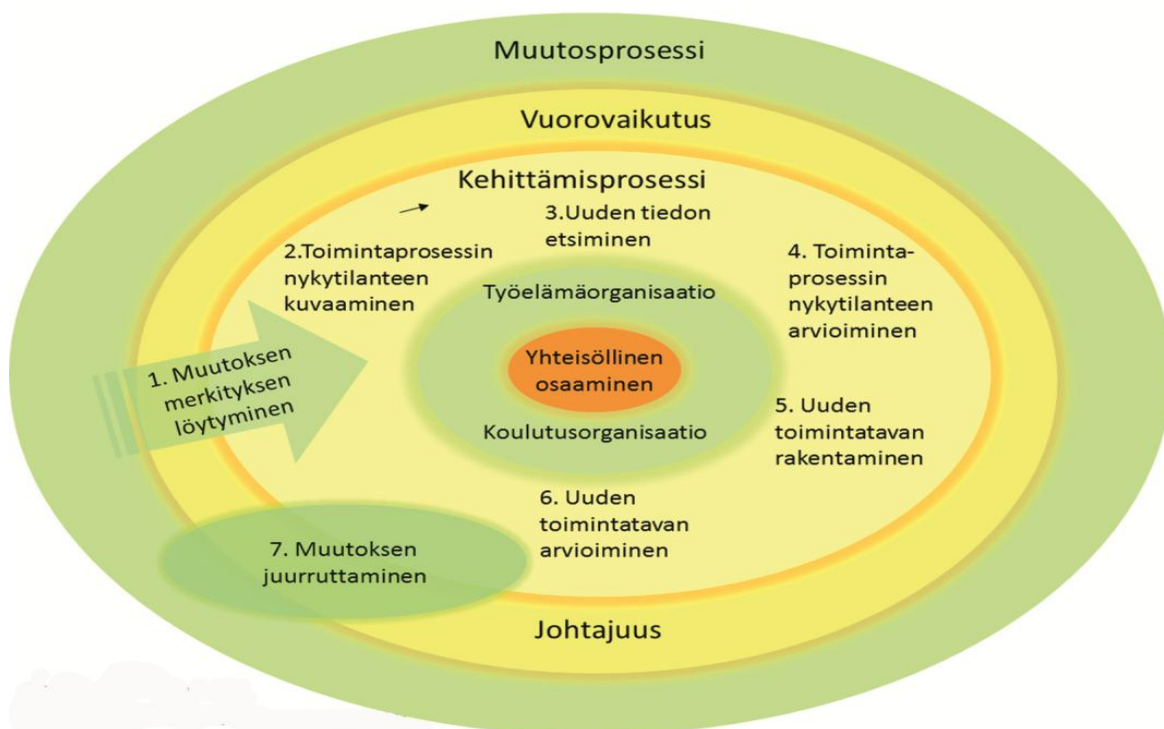 Muutosprosessi
Vuorovaikutus
Kehittämisprosessi
1. Muutoksen
merkityksen
löytyminen
2.Toimintaprosessin
nykytilanteen
kuvaaminen
3.Uuden tiedon
etsiminen
4. Toiminta-
prosessin
nykytilanteen
arvioiminen
Työelämäorganisaatio
Yhteisöllinen
osaaminen
Koulutusorganisaatio
5. Uuden
toimintatavan
rakentaminen
6. Uuden
toimintatavan
arvioiminen
7. Muutoksen
juurruttaminen
Johtajuus